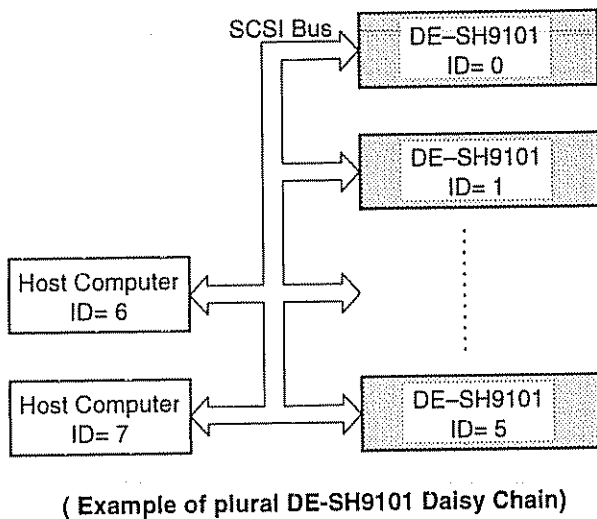 SCSI Bus
DE–SH9101
ID= 0
DE–SH9101
ID= 1
Host Computer
ID= 6
Host Computer
ID= 7
DE–SH9101
ID= 5
( Example of plural DE-SH9101 Daisy Chain)